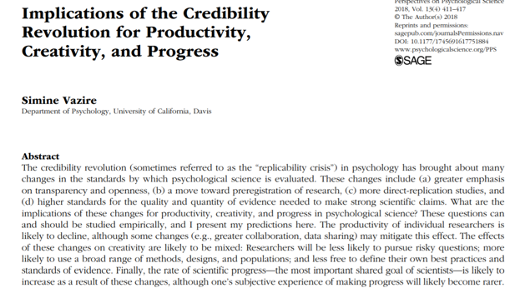 Perspectives on Psychological Science
2018, Vol. 13(4) 411–417
© The Author(s) 2018
Reprints and permissions:
sagepub.com/journalsPermissions.nav
DOI: 10.1177/1745691617751884
www.psychologicalscience.org/PPS
SAGE
Implications of the Credibility
Revolution for Productivity,
Creativity, and Progress
Simine Vazire
Department of Psychology, University of California, Davis
Abstract
The credibility revolution (sometimes referred to as the “replicability crisis”) in psychology has brought about many
changes in the standards by which psychological science is evaluated. These changes include (a) greater emphasis
on transparency and openness, (b) a move toward preregistration of research, (c) more direct-replication studies, and
(d) higher standards for the quality and quantity of evidence needed to make strong scientific claims. What are the
implications of these changes for productivity, creativity, and progress in psychological science? These questions can
and should be studied empirically, and I present my predictions here. The productivity of individual researchers is
likely to decline, although some changes (e.g., greater collaboration, data sharing) may mitigate this effect. The effects
of these changes on creativity are likely to be mixed: Researchers will be less likely to pursue risky questions; more
likely to use a broad range of methods, designs, and populations; and less free to define their own best practices and
standards of evidence. Finally, the rate of scientific progress—the most important shared goal of scientists—is likely to
increase as a result of these changes, although one’s subjective experience of making progress will likely become rarer.